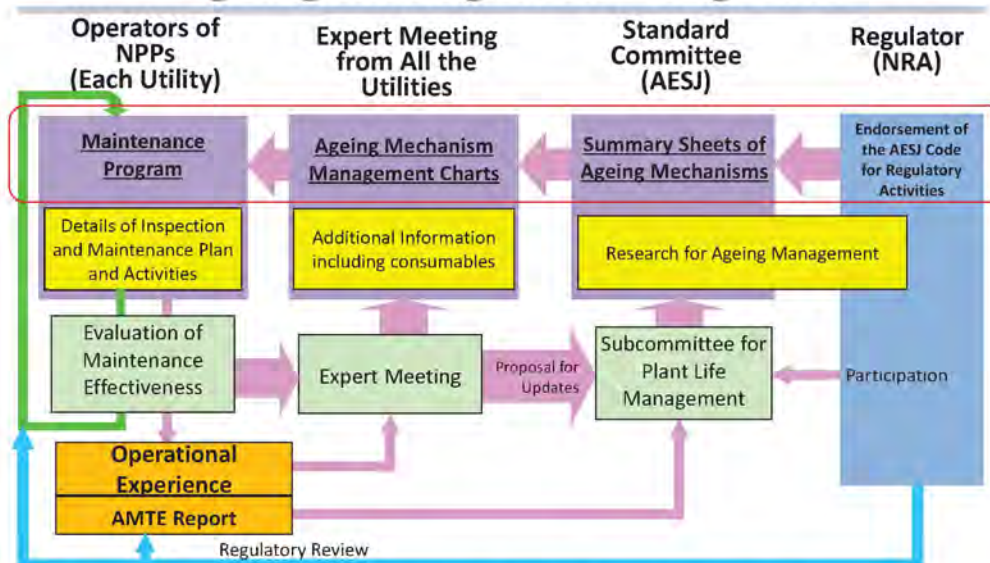 Operators of
NPPs
(Each Utility)
Expert Meeting
from All the
Utilities
Standard
Committee
(AESJ)
Regulator
(NRA)
Maintenance
Program
Ageing Mechanism
Management Charts
Summary Sheets of
Ageing Mechanisms
Endorsement of
the AESJ Code
for Regulatory
Activities
Details of Inspection
and Maintenance Plan
and Activities
Additional Information
including consumables
Research for Ageing Management
Evaluation of
Maintenance
Effectiveness
Expert Meeting
Proposal for
Updates
Subcommittee for
Plant Life
Management
Participation
Operational
Experience
AMTE Report
Regulatory Review